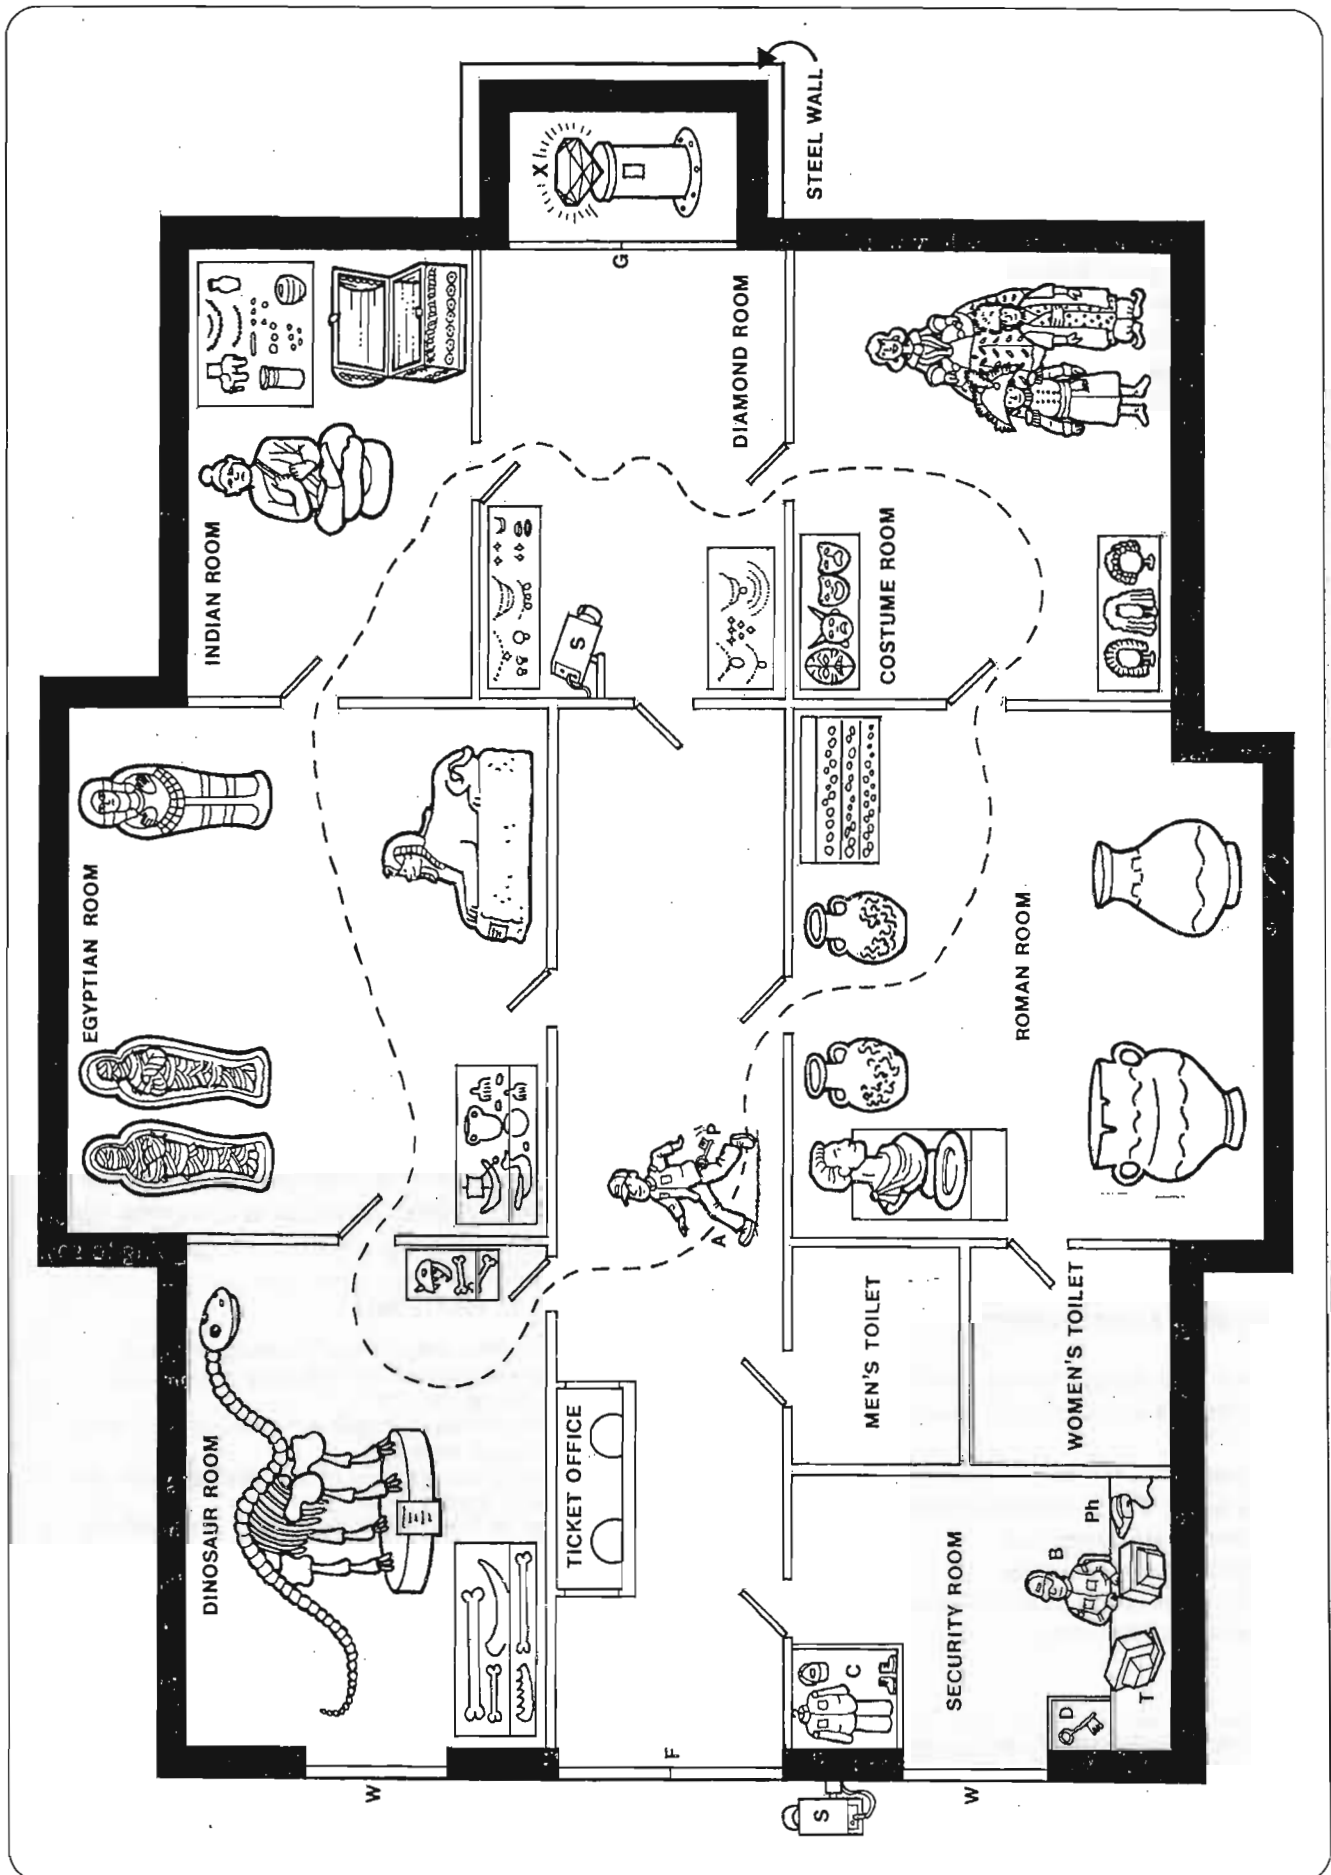 STEEL WALL
X
G
INDIAN ROOM
DIAMOND ROOM
S
COSTUME ROOM
EGYPTIAN ROOM
ROMAN ROOM
P
A
DINOSAUR ROOM
TICKET OFFICE
MEN'S TOILET
WOMEN'S TOILET
SECURITY ROOM
Ph
B
C
D
T
F
W
W
S